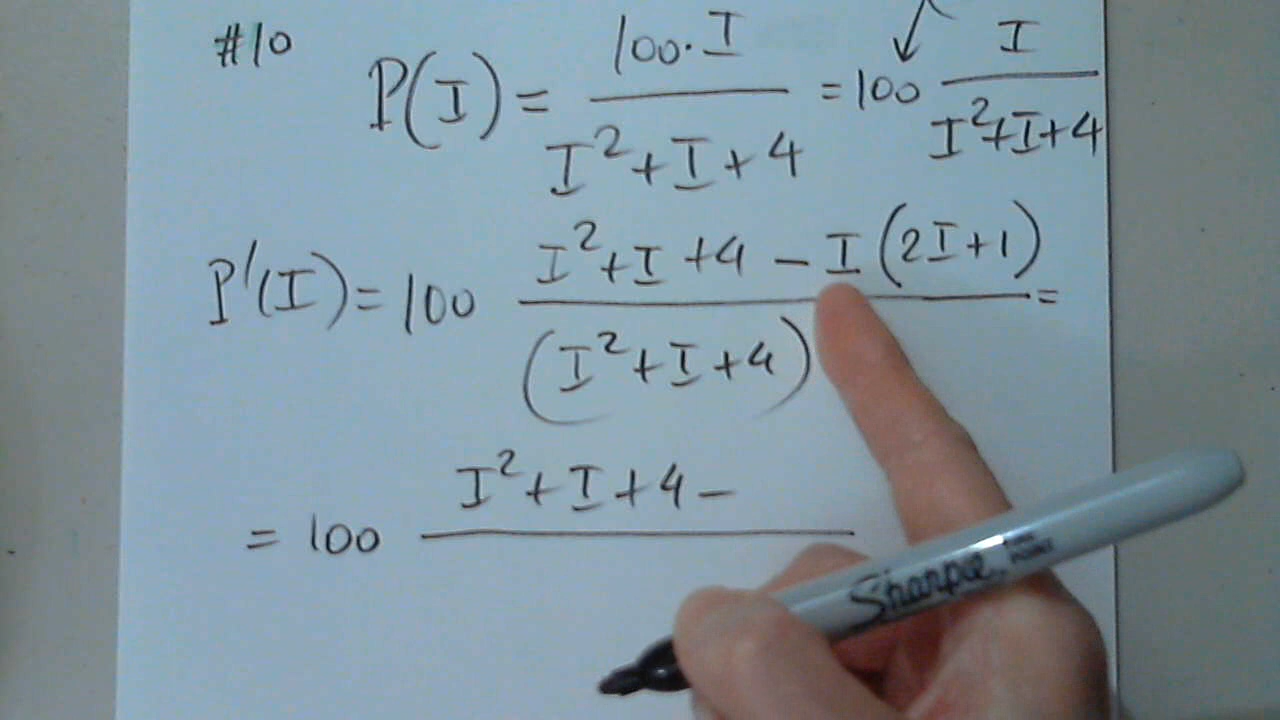 #10
P(I) = 100·I / I²+I+4 = 100 I / I²+I+4
P'(I) = 100 I²+I+4 – I(2I+1) / (I²+I+4) =
= 100 I²+I+4 –
Sharpie